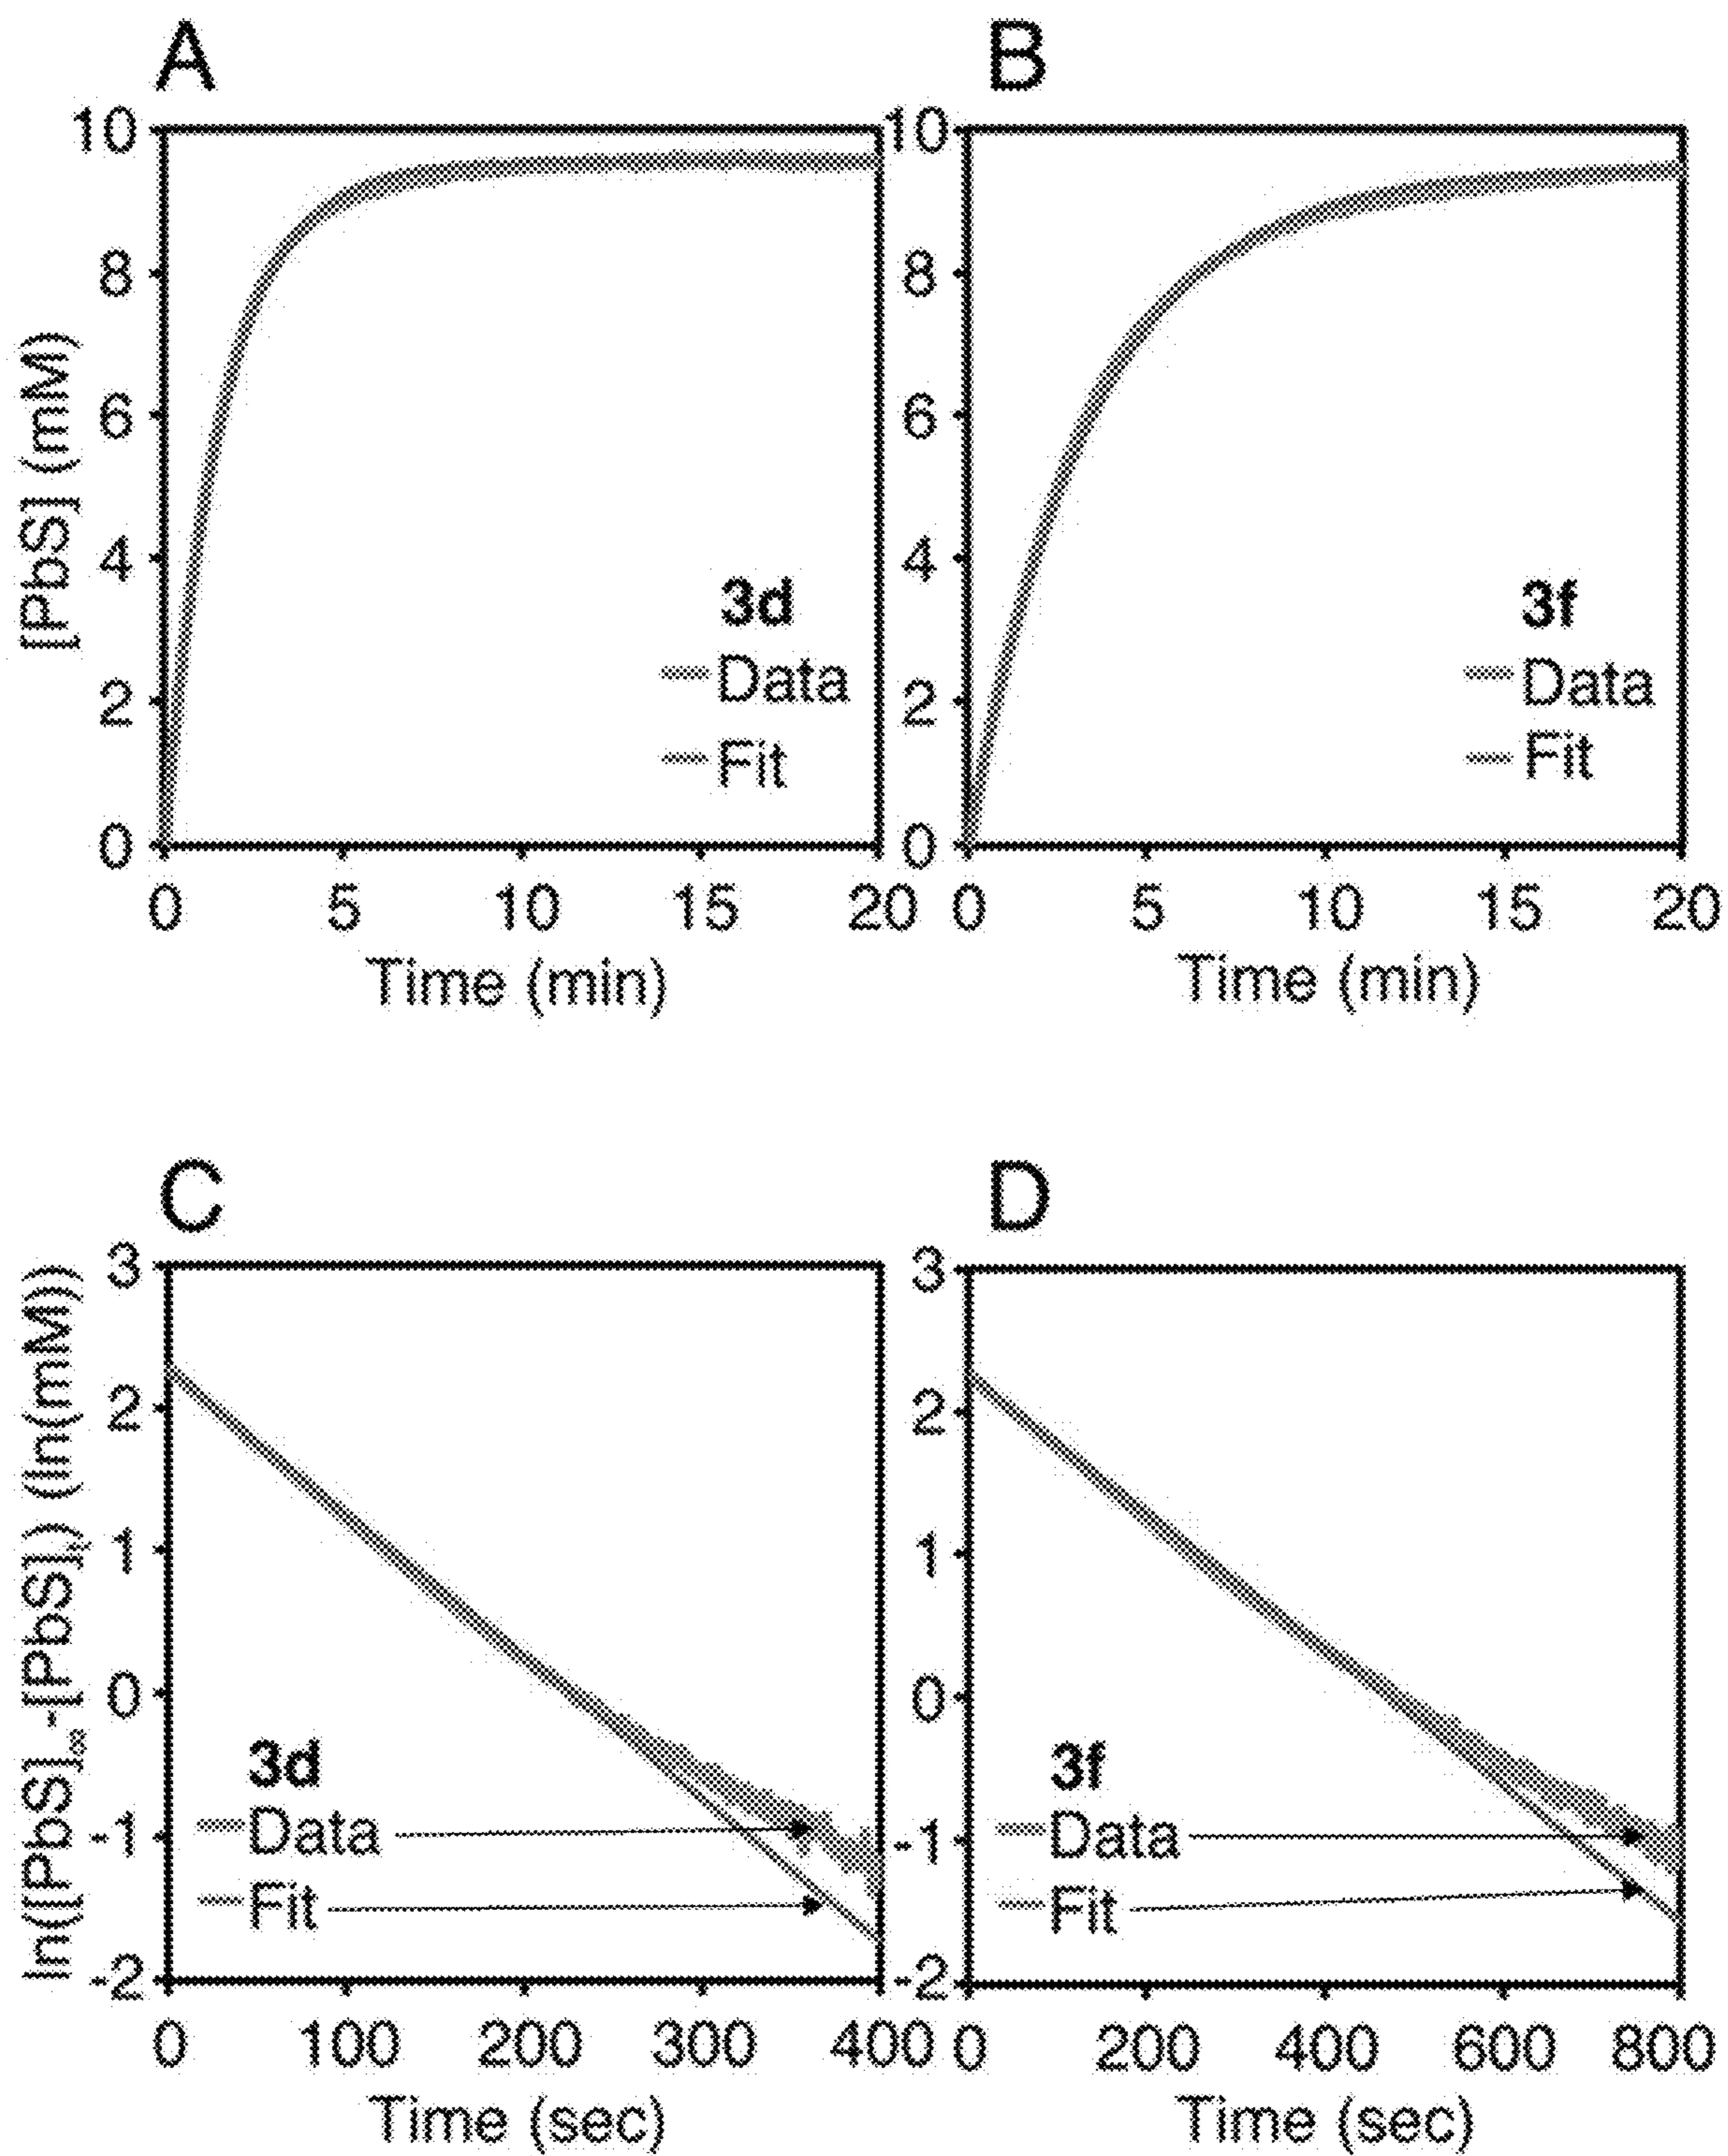 A
B
10
8
6
4
2
0
[PbS] (mM)
3d
Data
Fit
0
5
10
15
20
Time (min)
10
8
6
4
2
0
3f
Data
Fit
0
5
10
15
20
Time (min)
C
D
3
2
1
0
-1
-2
ln([PbS]∞-[PbS]t) (ln(mM))
3d
Data
Fit
0
100
200
300
400
Time (sec)
3
2
1
0
-1
-2
3f
Data
Fit
0
200
400
600
800
Time (sec)